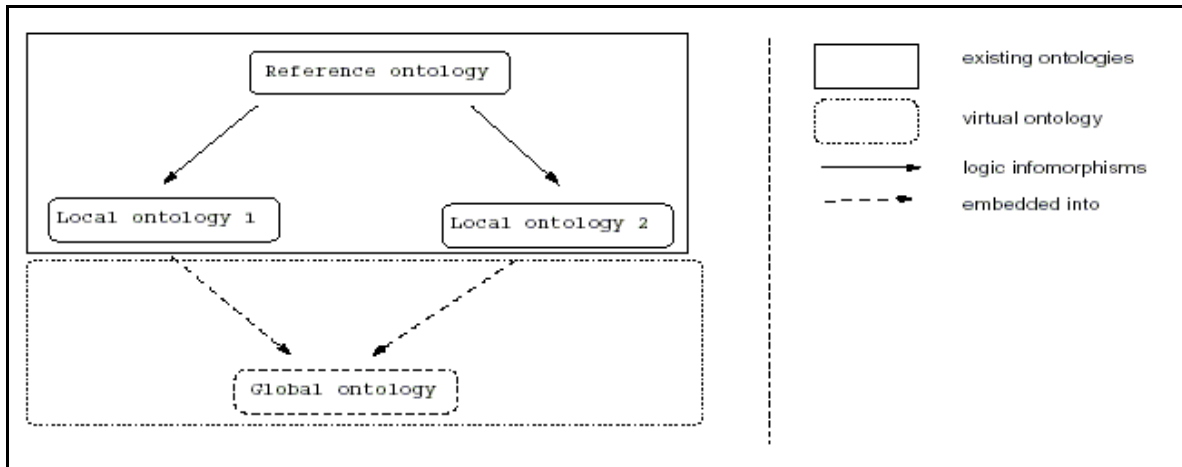 Reference ontology
Local ontology 1
Local ontology 2
Global ontology
existing ontologies
virtual ontology
logic infomorphisms
embedded into